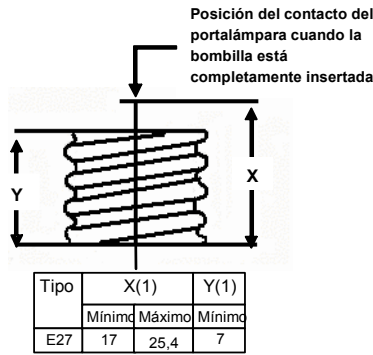 Posición del contacto del
portalámpara cuando la
bombilla está
completamente insertada
Y
X
Tipo X(1) Y(1)
Mínimo Máximo Mínimo
E27 17 25,4 7